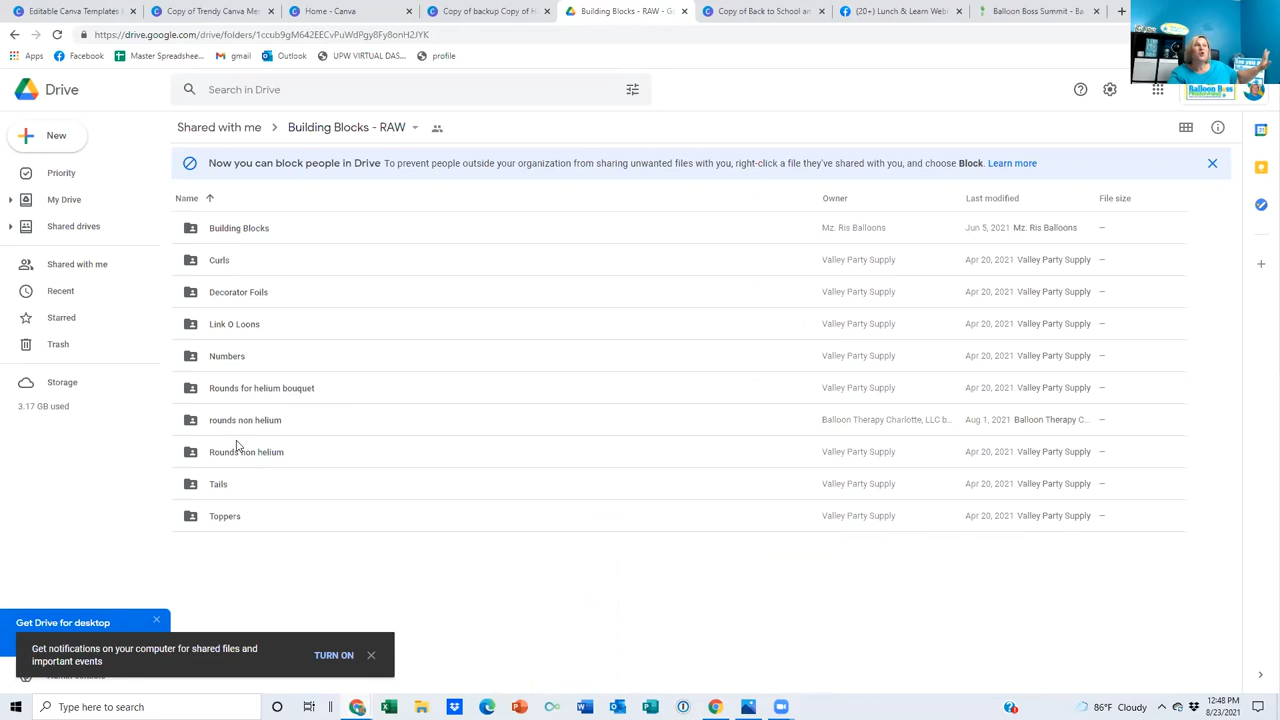 Editable Canva Templates
Copy of Trendy Canva Me
Home - Canva
Copy of backup Copy of H
Building Blocks - RAW - Go
Copy of Back to School and
(20+) Lunch & Learn Web
Balloon Boss Summit - Ba
https://drive.google.com/drive/folders/1ccub9gM642EECvPuWdPgy8Fy8onH2JYK
Apps
Facebook
Master Spreadshee...
gmail
Outlook
UPW VIRTUAL DAS...
profile
Drive
Search in Drive
Balloon Boss
New
Shared with me
Building Blocks - RAW
Now you can block people in Drive To prevent people outside your organization from sharing unwanted files with you, right-click a file they've shared with you, and choose Block. Learn more
Priority
My Drive
Shared drives
Shared with me
Recent
Starred
Trash
Storage
3.17 GB used
Name Owner Last modified File size
Building Blocks Mz. Ris Balloons Jun 5, 2021 Mz. Ris Balloons –
Curls Valley Party Supply Apr 20, 2021 Valley Party Supply –
Decorator Foils Valley Party Supply Apr 20, 2021 Valley Party Supply –
Link O Loons Valley Party Supply Apr 20, 2021 Valley Party Supply –
Numbers Valley Party Supply Apr 20, 2021 Valley Party Supply –
Rounds for helium bouquet Valley Party Supply Apr 20, 2021 Valley Party Supply –
rounds non helium Balloon Therapy Charlotte, LLC b... Aug 1, 2021 Balloon Therapy C... –
Rounds non helium Valley Party Supply Apr 20, 2021 Valley Party Supply –
Tails Valley Party Supply Apr 20, 2021 Valley Party Supply –
Toppers Valley Party Supply Apr 20, 2021 Valley Party Supply –
Get Drive for desktop
Get notifications on your computer for shared files and
important events
TURN ON
Type here to search
86°F Cloudy
12:48 PM
8/23/2021